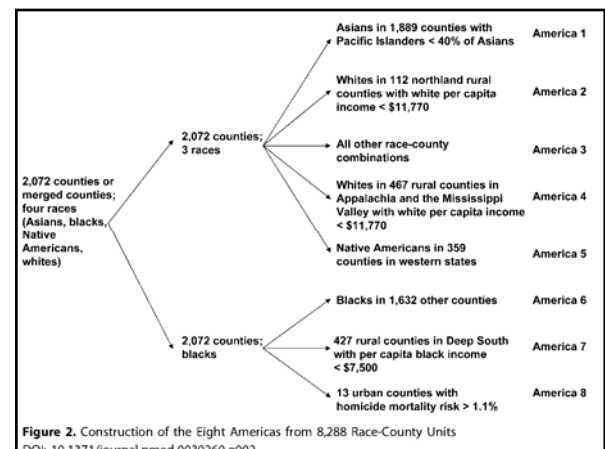 Asians in 1,889 counties with
Pacific Islanders < 40% of Asians
America 1
Whites in 112 northland rural
counties with white per capita
income < $11,770
America 2
2,072 counties;
3 races
All other race-county
combinations
America 3
2,072 counties or
merged counties;
four races
(Asians, blacks,
Native
Americans,
whites)
Whites in 467 rural counties in
Appalachia and the Mississippi
Valley with white per capita income
< $11,770
America 4
Native Americans in 359
counties in western states
America 5
Blacks in 1,632 other counties
America 6
2,072 counties;
blacks
427 rural counties in Deep South
with per capita black income
< $7,500
America 7
13 urban counties with
homicide mortality risk > 1.1%
America 8
Figure 2. Construction of the Eight Americas from 8,288 Race-County Units
DOI: 10.1371/journal.pmed.0030260.g002